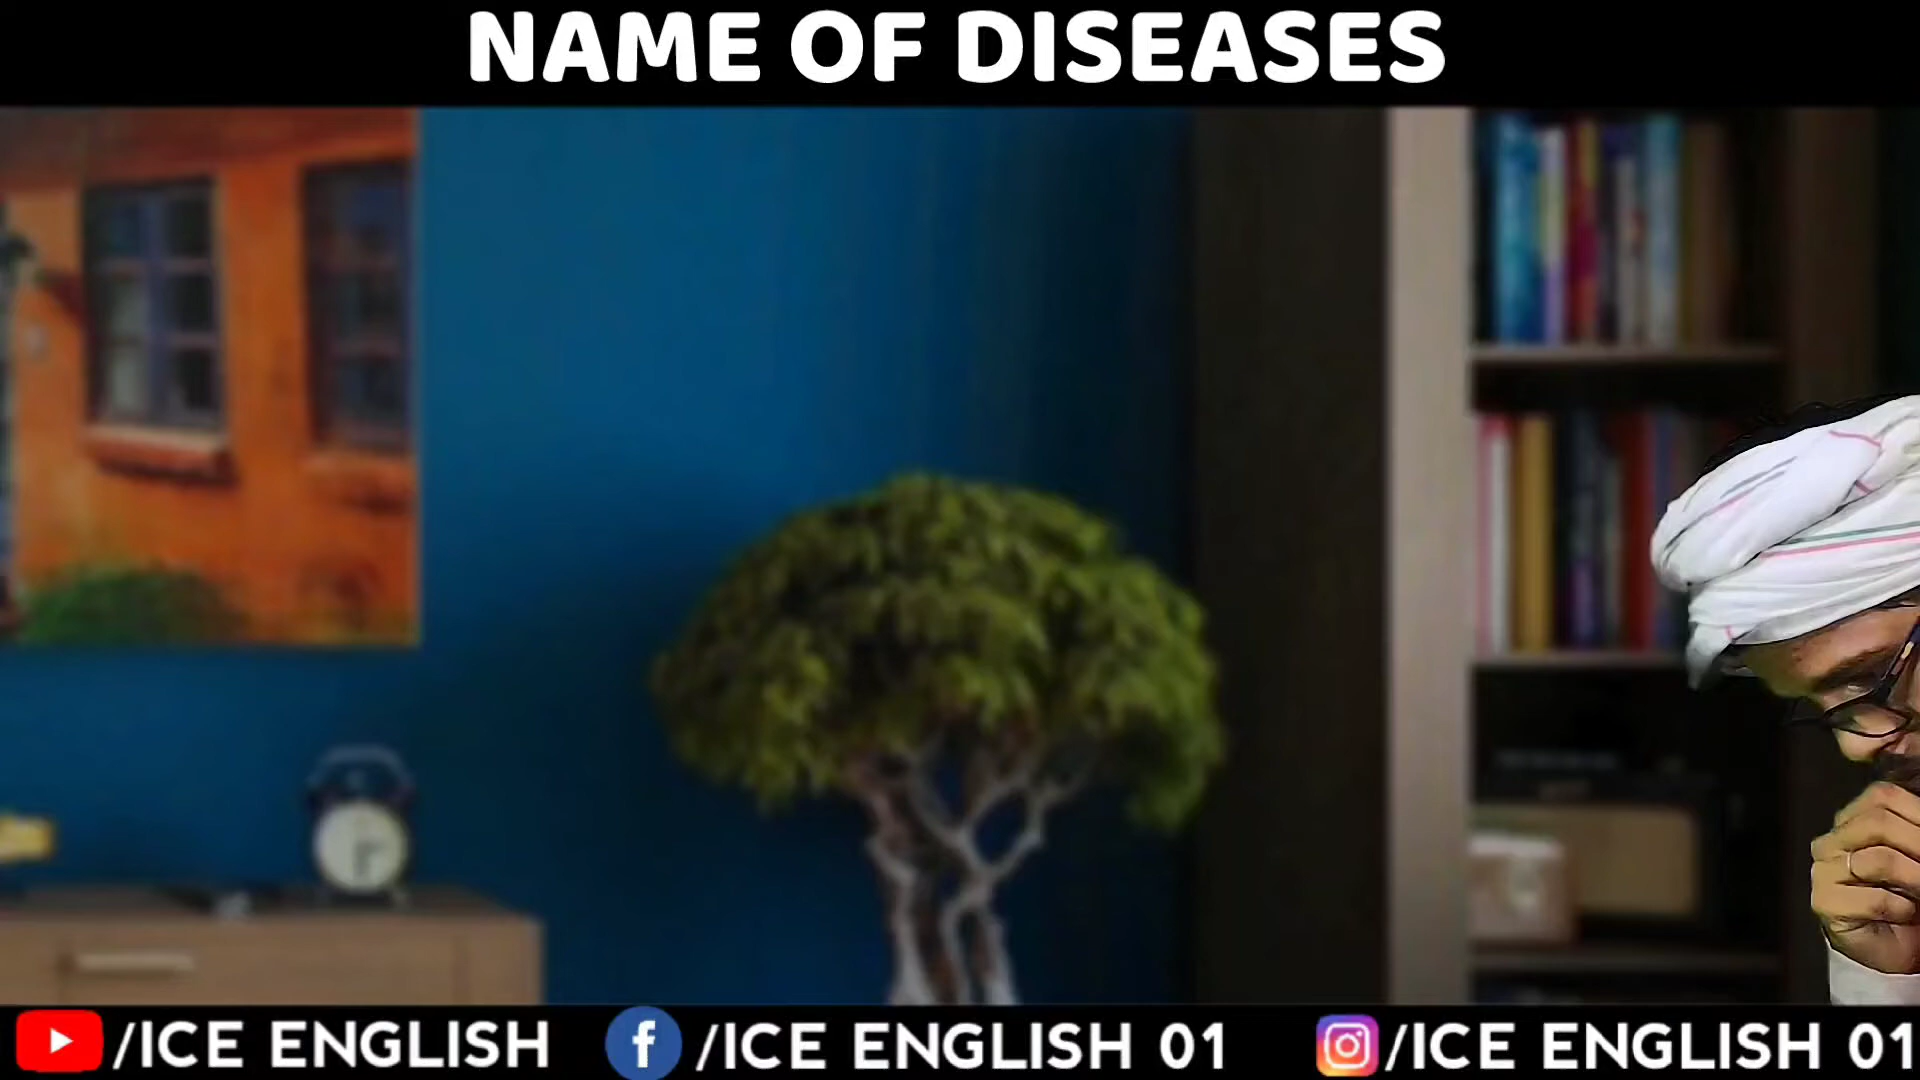 NAME OF DISEASES
/ICE ENGLISH /ICE ENGLISH 01 /ICE ENGLISH 01